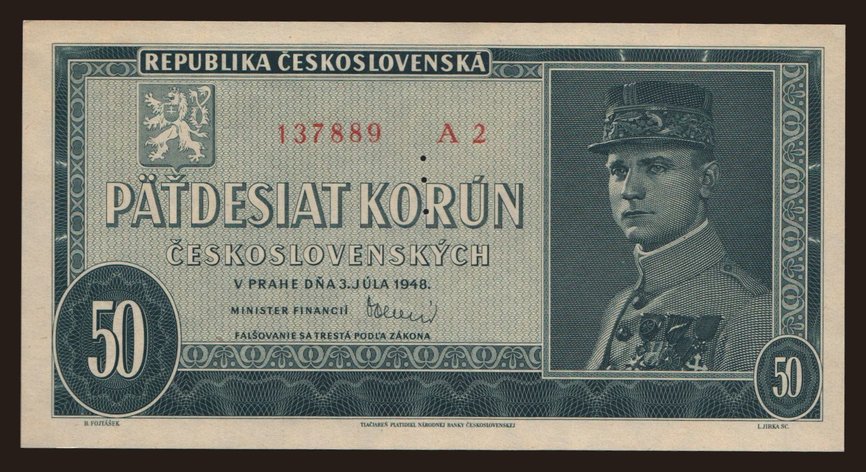 REPUBLIKA ČESKOSLOVENSKÁ
137889 A 2
PÄŤDESIAT KORÚN
ČESKOSLOVENSKÝCH
V PRAHE DŇA 3. JÚLA 1948.
MINISTER FINANCIÍ
FALŠOVANIE SA TRESTÁ PODĽA ZÁKONA
50
50
B. FOJTÁŠEK
TLAČIAREŇ PLATIDIEL NÁRODNEJ BANKY ČESKOSLOVENSKEJ
L. JIRKA SC.